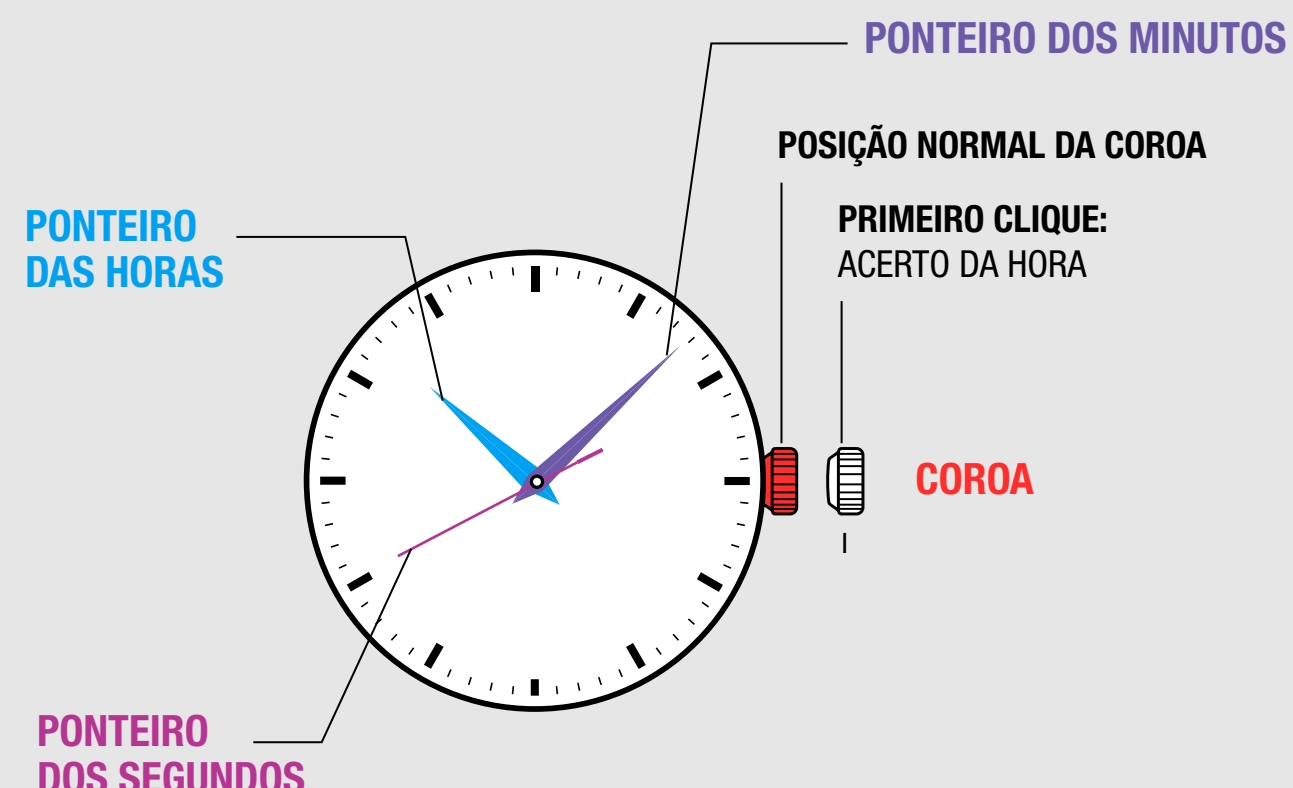 PONTEIRO DOS MINUTOS
POSIÇÃO NORMAL DA COROA
PRIMEIRO CLIQUE:
ACERTO DA HORA
PONTEIRO
DAS HORAS
COROA
I
PONTEIRO
DOS SEGUNDOS